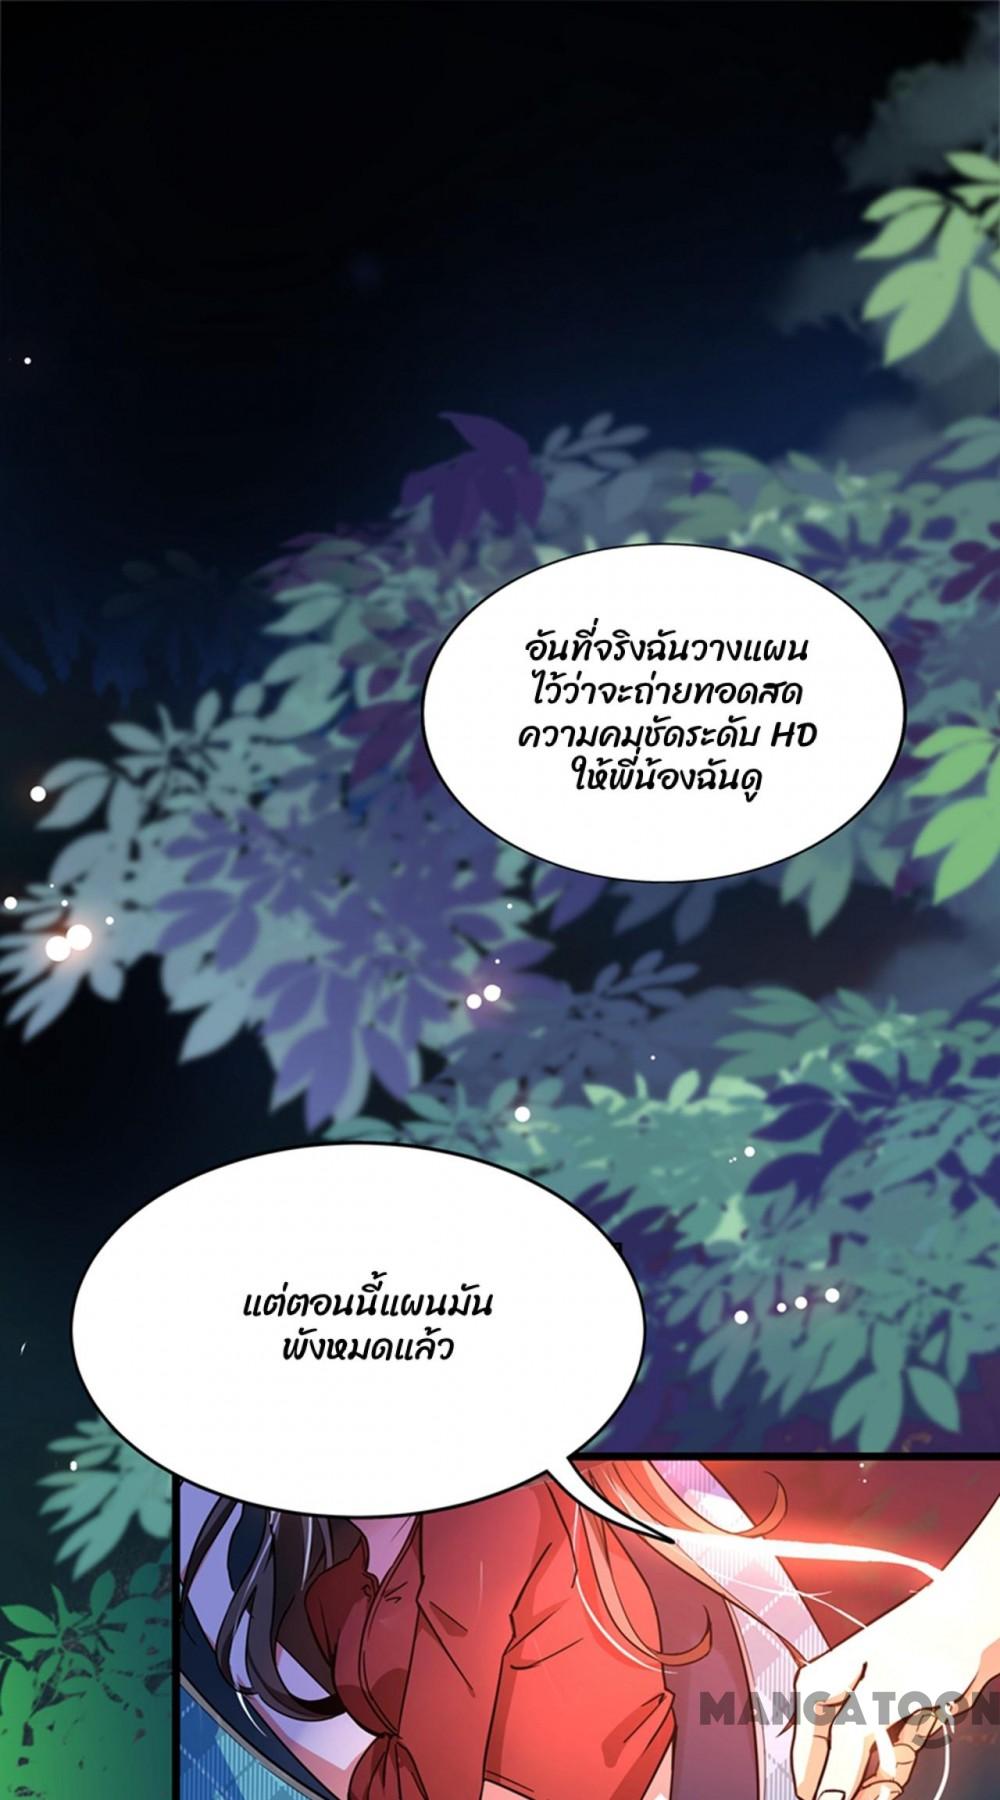 อันที่จริงฉันวางแผน
ไว้ว่าจะถ่ายทอดสด
ความคมชัดระดับ HD
ให้พี่น้องฉันดู
แต่ตอนนี้แผนมัน
พังหมดแล้ว
MANGATOON